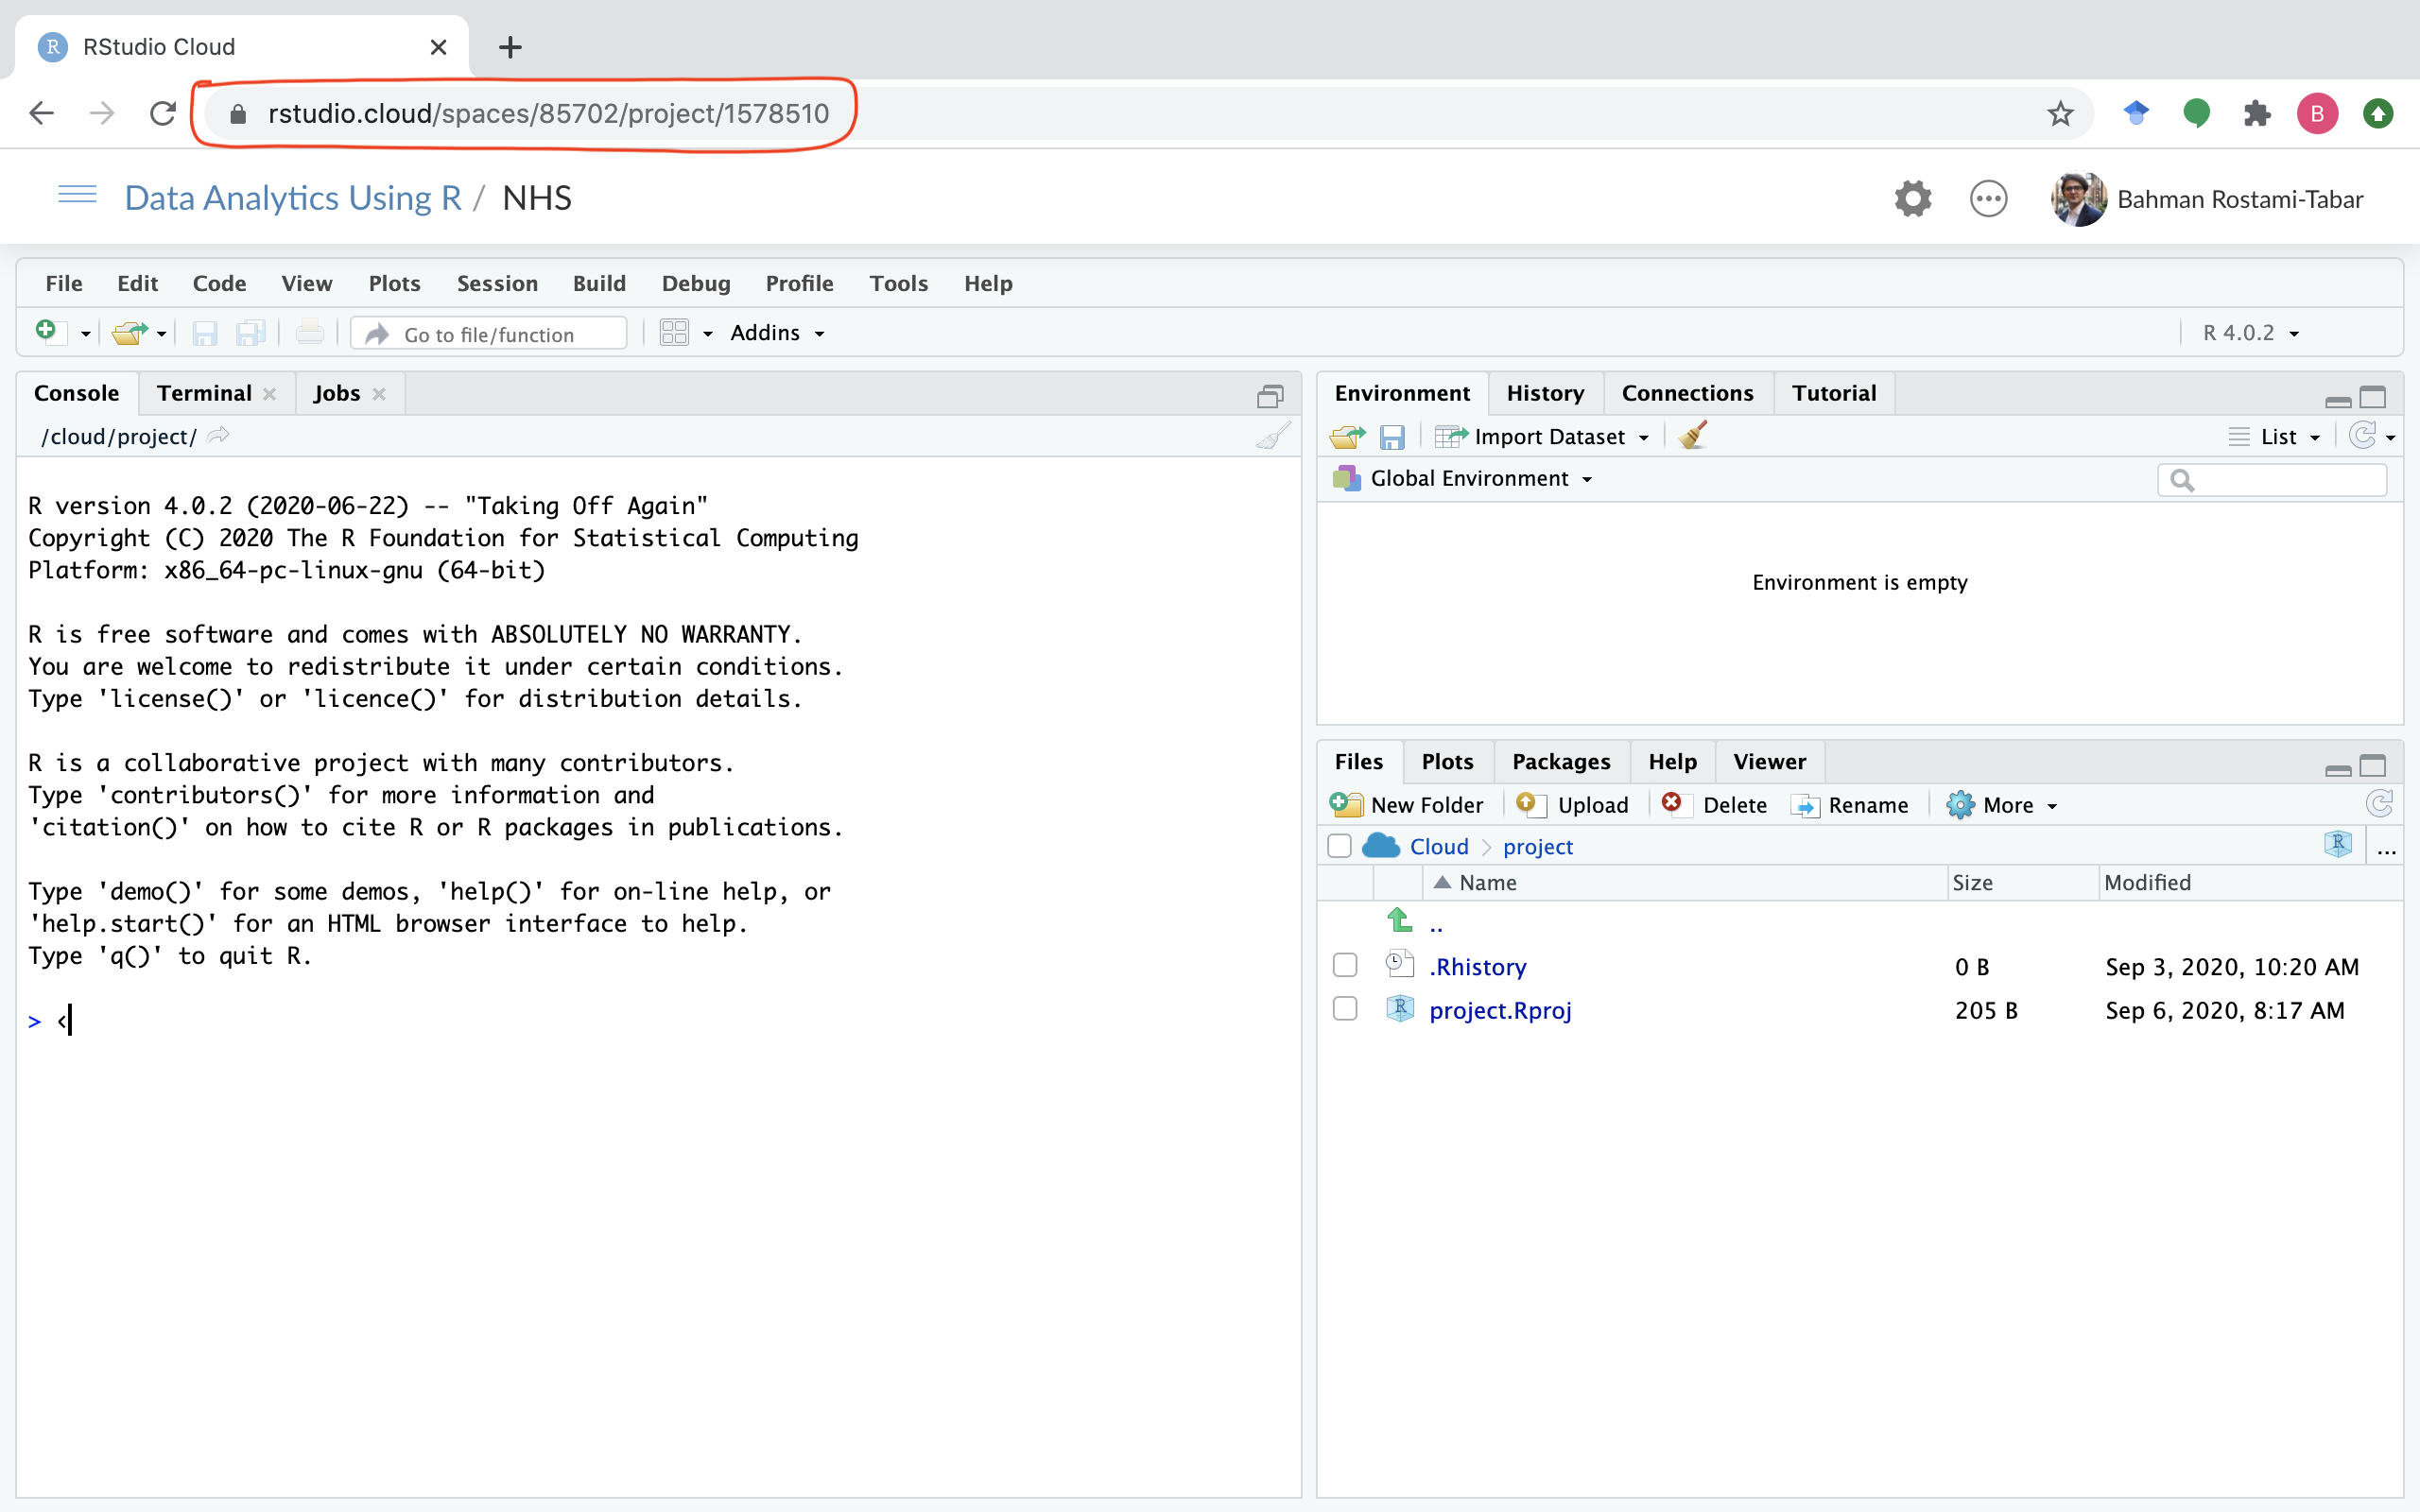 R RStudio Cloud
rstudio.cloud/spaces/85702/project/1578510
B
Data Analytics Using R / NHS
Bahman Rostami-Tabar
File Edit Code View Plots Session Build Debug Profile Tools Help
Go to file/function Addins R 4.0.2
Console Terminal Jobs
/cloud/project/
R version 4.0.2 (2020-06-22) -- "Taking Off Again"
Copyright (C) 2020 The R Foundation for Statistical Computing
Platform: x86_64-pc-linux-gnu (64-bit)
R is free software and comes with ABSOLUTELY NO WARRANTY.
You are welcome to redistribute it under certain conditions.
Type 'license()' or 'licence()' for distribution details.
R is a collaborative project with many contributors.
Type 'contributors()' for more information and
'citation()' on how to cite R or R packages in publications.
Type 'demo()' for some demos, 'help()' for on-line help, or
'help.start()' for an HTML browser interface to help.
Type 'q()' to quit R.
> <
Environment History Connections Tutorial
Import Dataset List
Global Environment
Environment is empty
Files Plots Packages Help Viewer
New Folder Upload Delete Rename More
Cloud > project R ...
Name Size Modified
..
.Rhistory 0 B Sep 3, 2020, 10:20 AM
R project.Rproj 205 B Sep 6, 2020, 8:17 AM